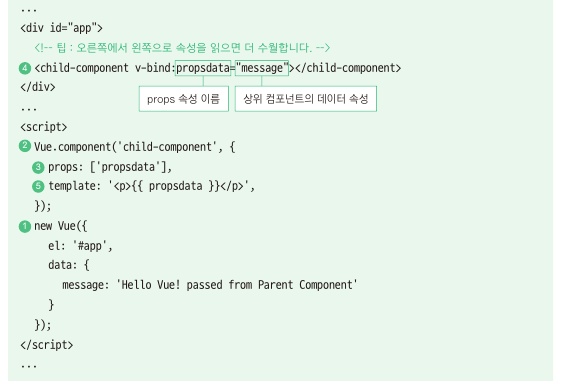 ...
<div id="app">
<!-- 팁 : 오른쪽에서 왼쪽으로 속성을 읽으면 더 수월합니다. -->
4 <child-component v-bind:propsdata="message"></child-component>
</div>
props 속성 이름 상위 컴포넌트의 데이터 속성
...
<script>
2 Vue.component('child-component', {
3 props: ['propsdata'],
5 template: '<p>{{ propsdata }}</p>',
});
1 new Vue({
el: '#app',
data: {
message: 'Hello Vue! passed from Parent Component'
}
});
</script>
...